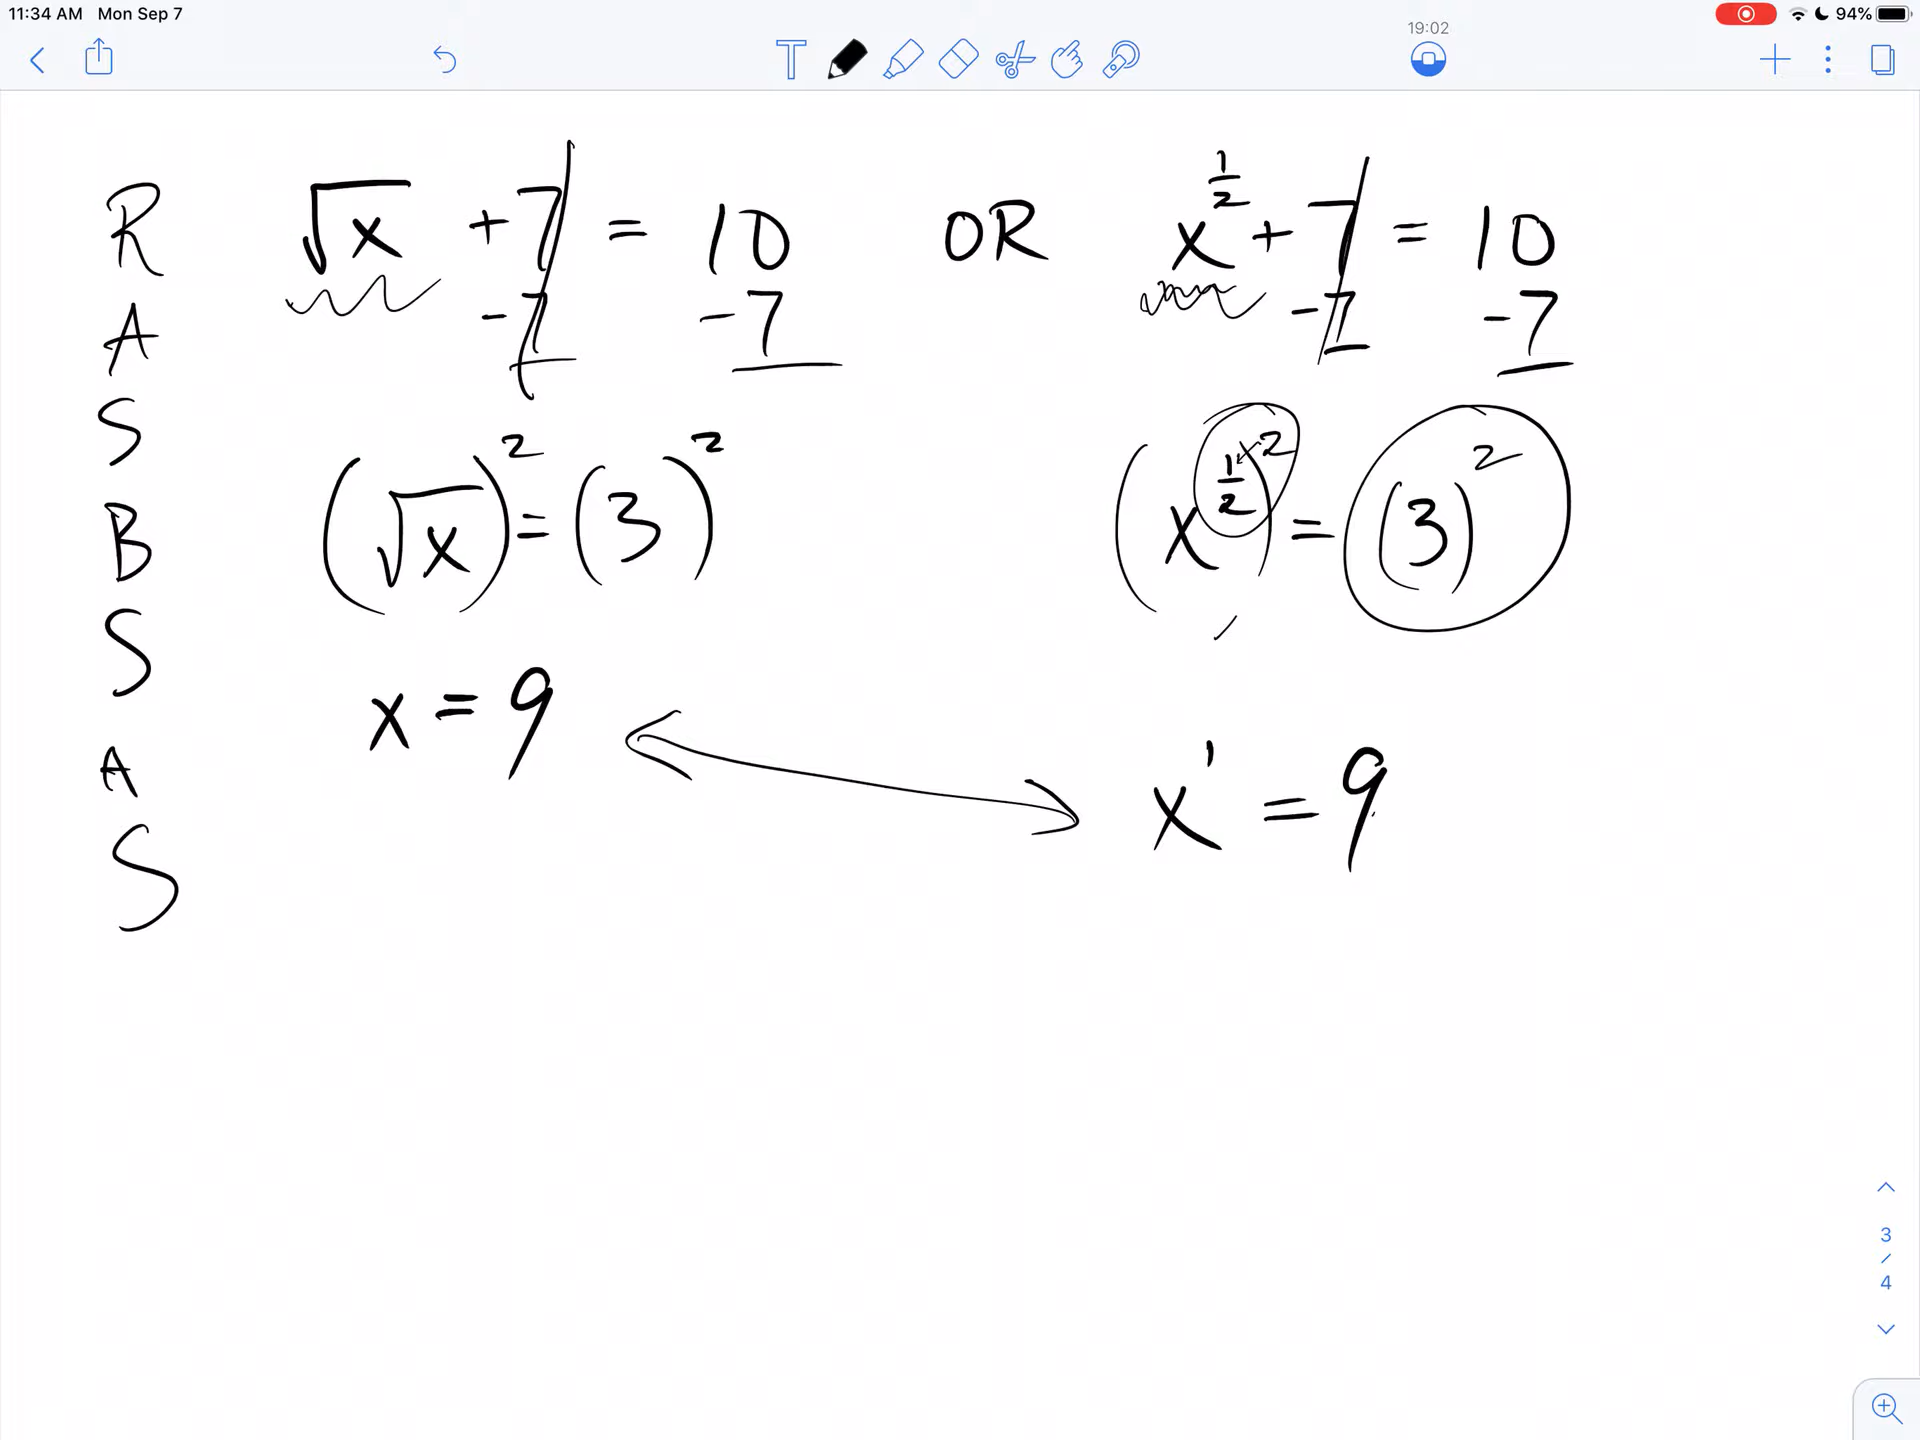 11:34 AM Mon Sep 7
94%
19:02
R √x + 7 = 10 OR x^(1/2) + 7 = 10
A -7 -7 -7 -7
S
B (√x)^2 = (3)^2 (x^(1/2))^(×2) = (3)^2
S x = 9
A x^1 = 9
S
3
/
4